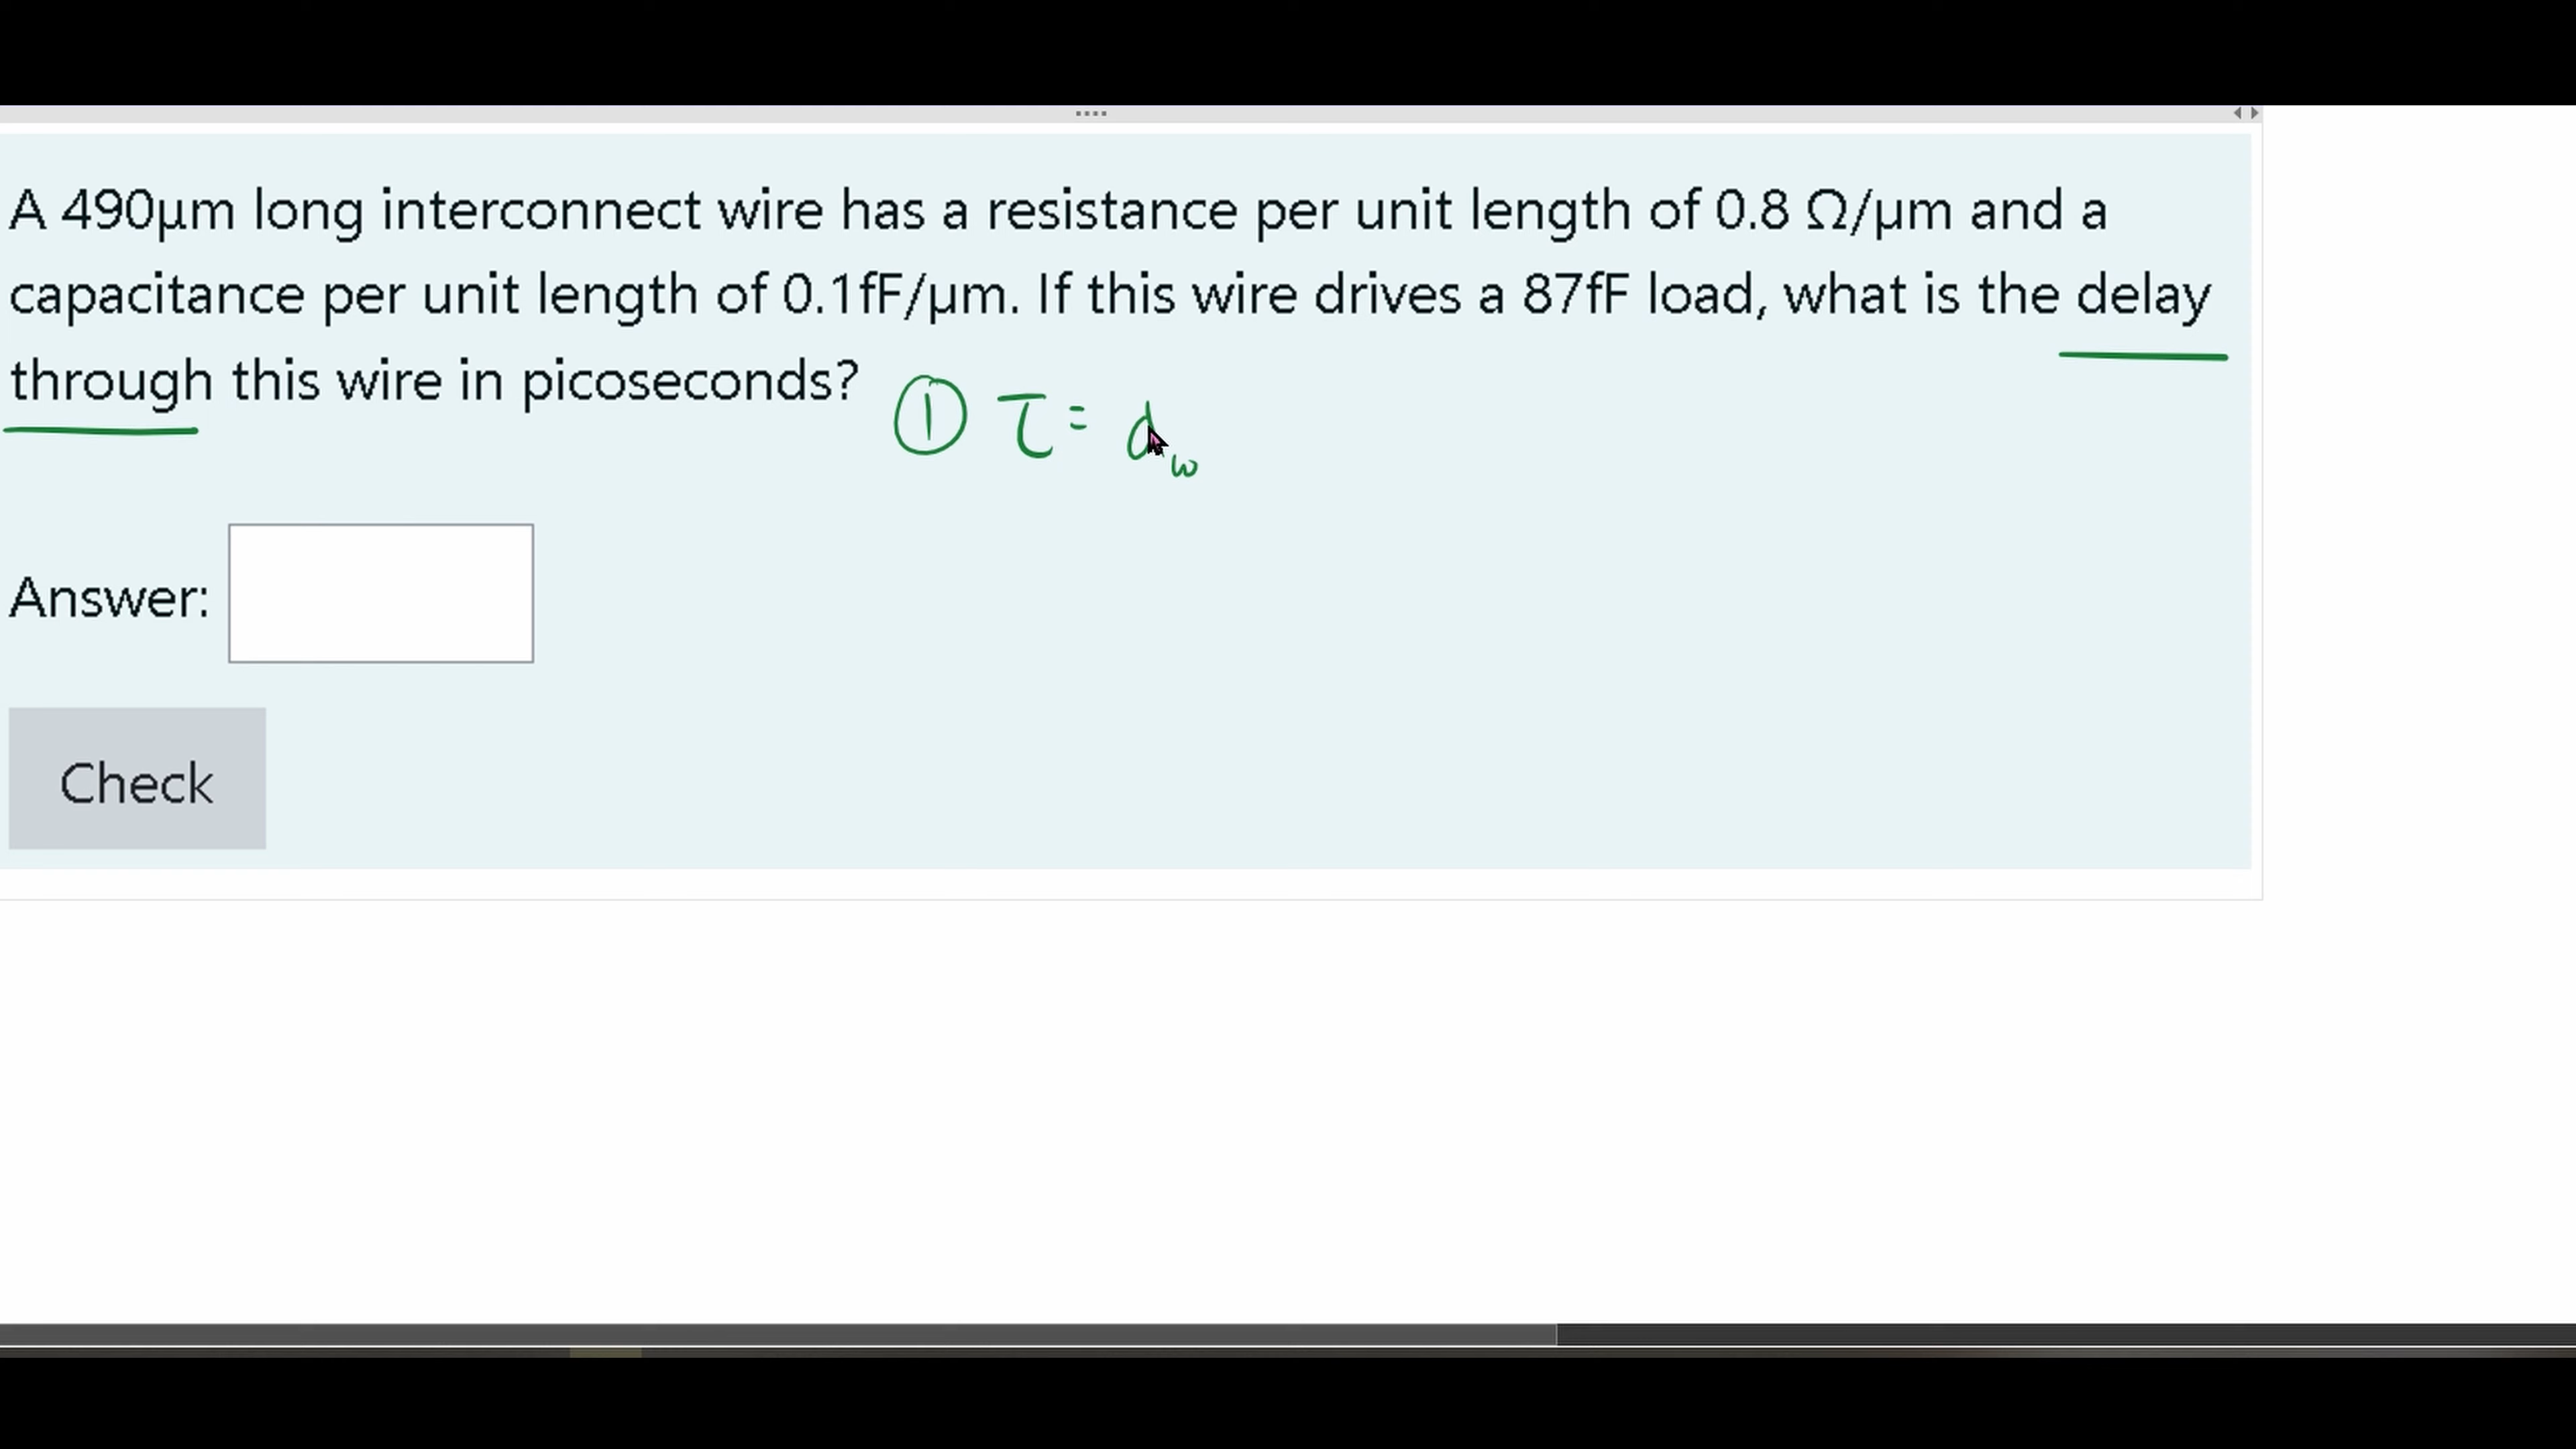 A 490μm long interconnect wire has a resistance per unit length of 0.8 Ω/μm and a
capacitance per unit length of 0.1fF/μm. If this wire drives a 87fF load, what is the delay
through this wire in picoseconds?
① τ = d_w
Answer:
Check